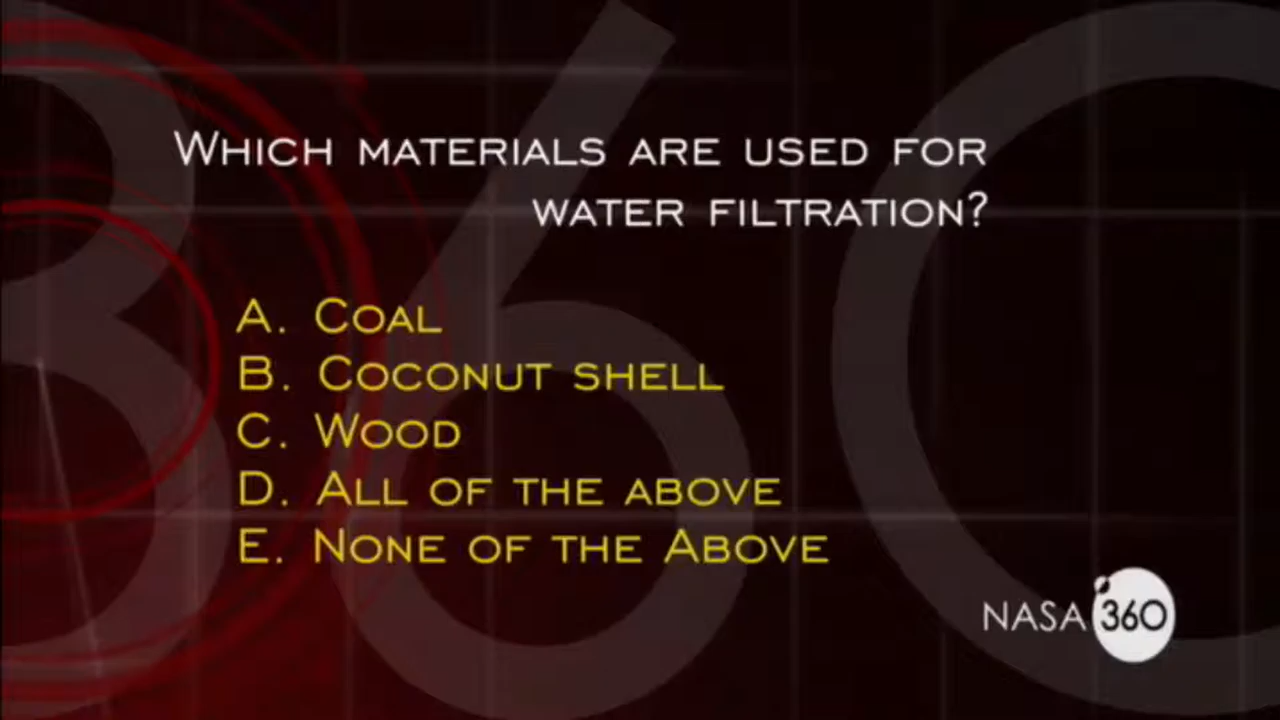 Which materials are used for
water filtration?
A. Coal
B. Coconut shell
C. Wood
D. All of the above
E. None of the Above
NASA 360
360